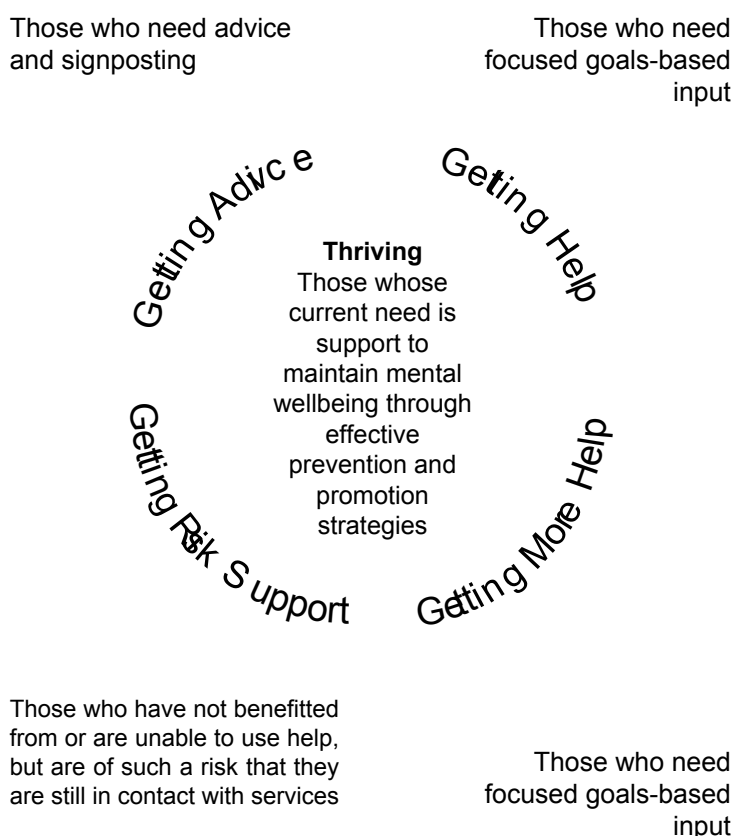 Those who need advice
and signposting
Those who need
focused goals-based
input
Getting Advice
Getting Help
Thriving
Those whose
current need is
support to
maintain mental
wellbeing through
effective
prevention and
promotion
strategies
Getting Risk Support
Getting More Help
Those who have not benefitted
from or are unable to use help,
but are of such a risk that they
are still in contact with services
Those who need
focused goals-based
input